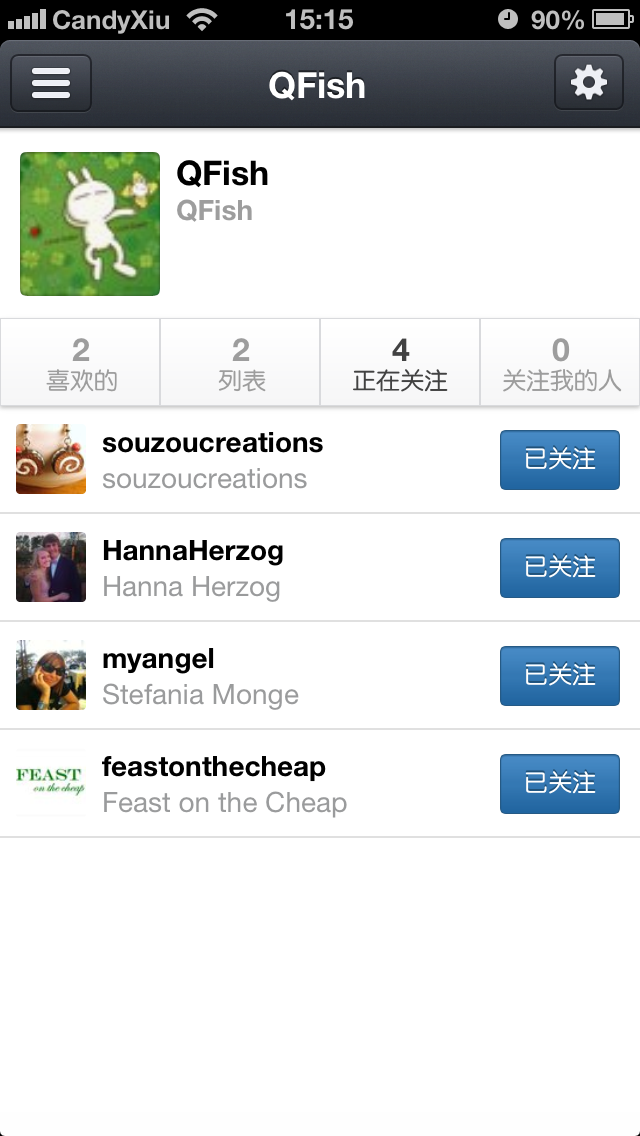 CandyXiu 15:15 90%
QFish
QFish
QFish
2 2 4 0
喜欢的 列表 正在关注 关注我的人
souzoucreations
souzoucreations
已关注
HannaHerzog
Hanna Herzog
已关注
myangel
Stefania Monge
已关注
FEAST
on the cheap
feastonthecheap
Feast on the Cheap
已关注